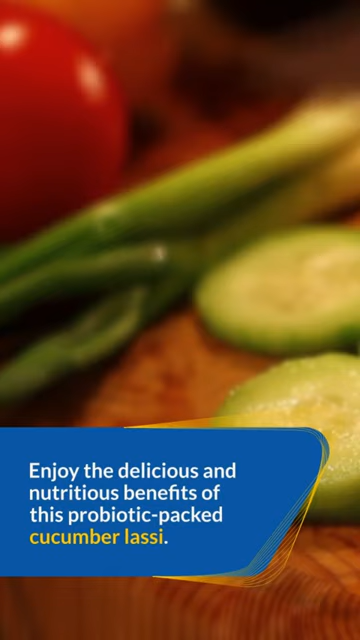 Enjoy the delicious and
nutritious benefits of
this probiotic-packed
cucumber lassi.